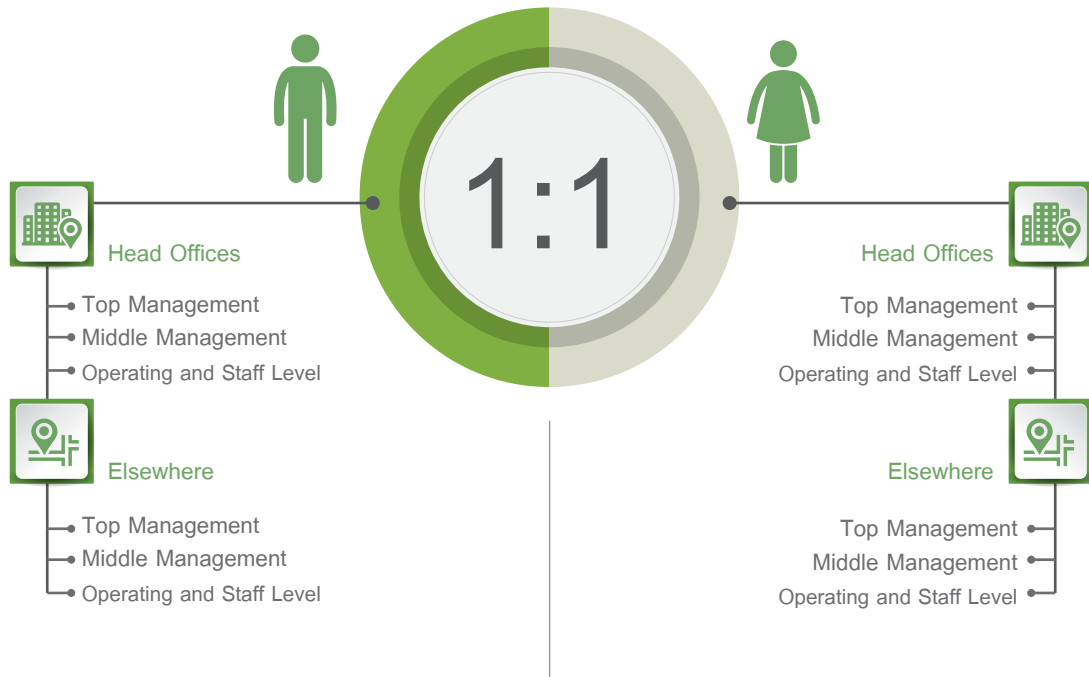 1:1
Head Offices
Top Management
Middle Management
Operating and Staff Level
Elsewhere
Top Management
Middle Management
Operating and Staff Level
Head Offices
Top Management
Middle Management
Operating and Staff Level
Elsewhere
Top Management
Middle Management
Operating and Staff Level